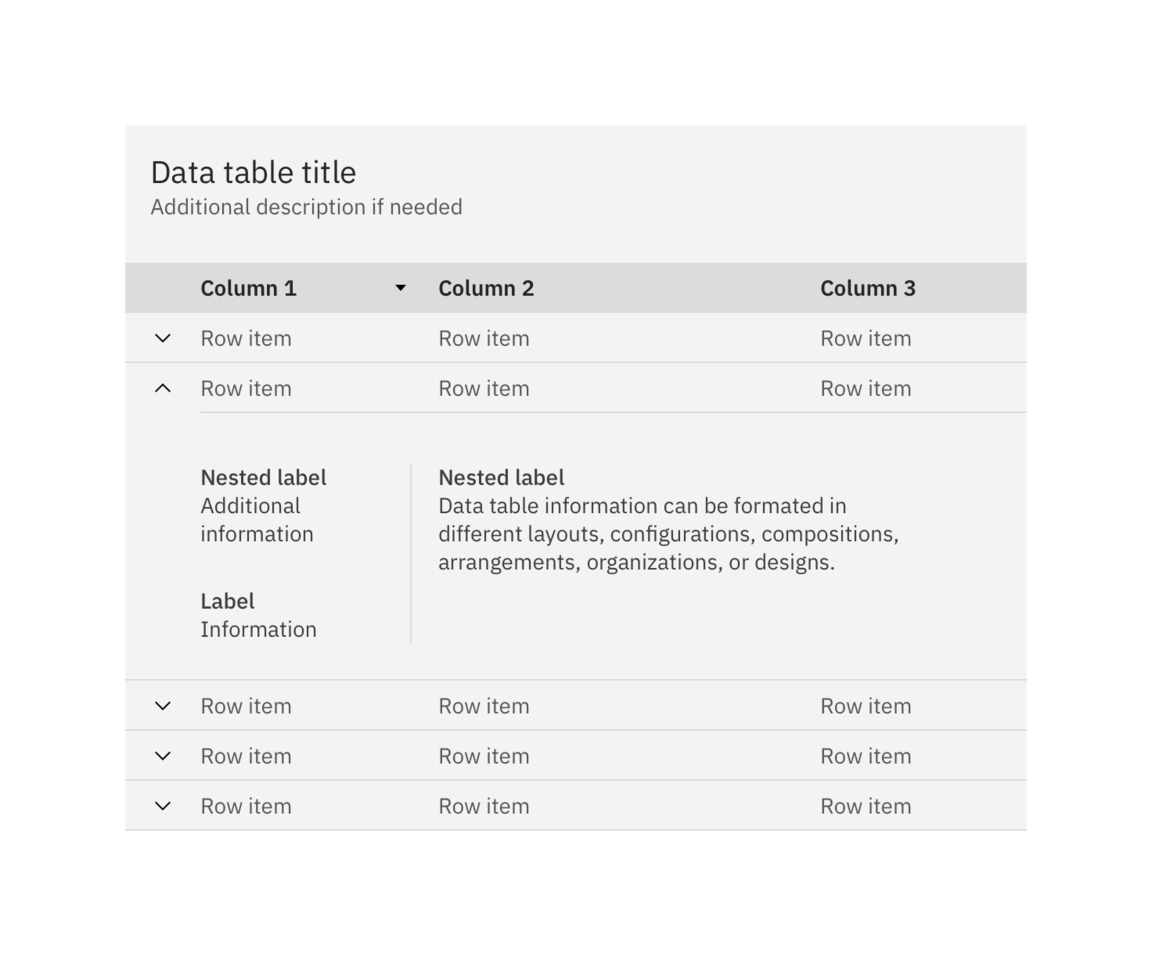 Data table title
Additional description if needed
Column 1 Column 2 Column 3
Row item Row item Row item
Row item Row item Row item
Nested label
Additional
information
Label
Information
Nested label
Data table information can be formated in
different layouts, configurations, compositions,
arrangements, organizations, or designs.
Row item Row item Row item
Row item Row item Row item
Row item Row item Row item